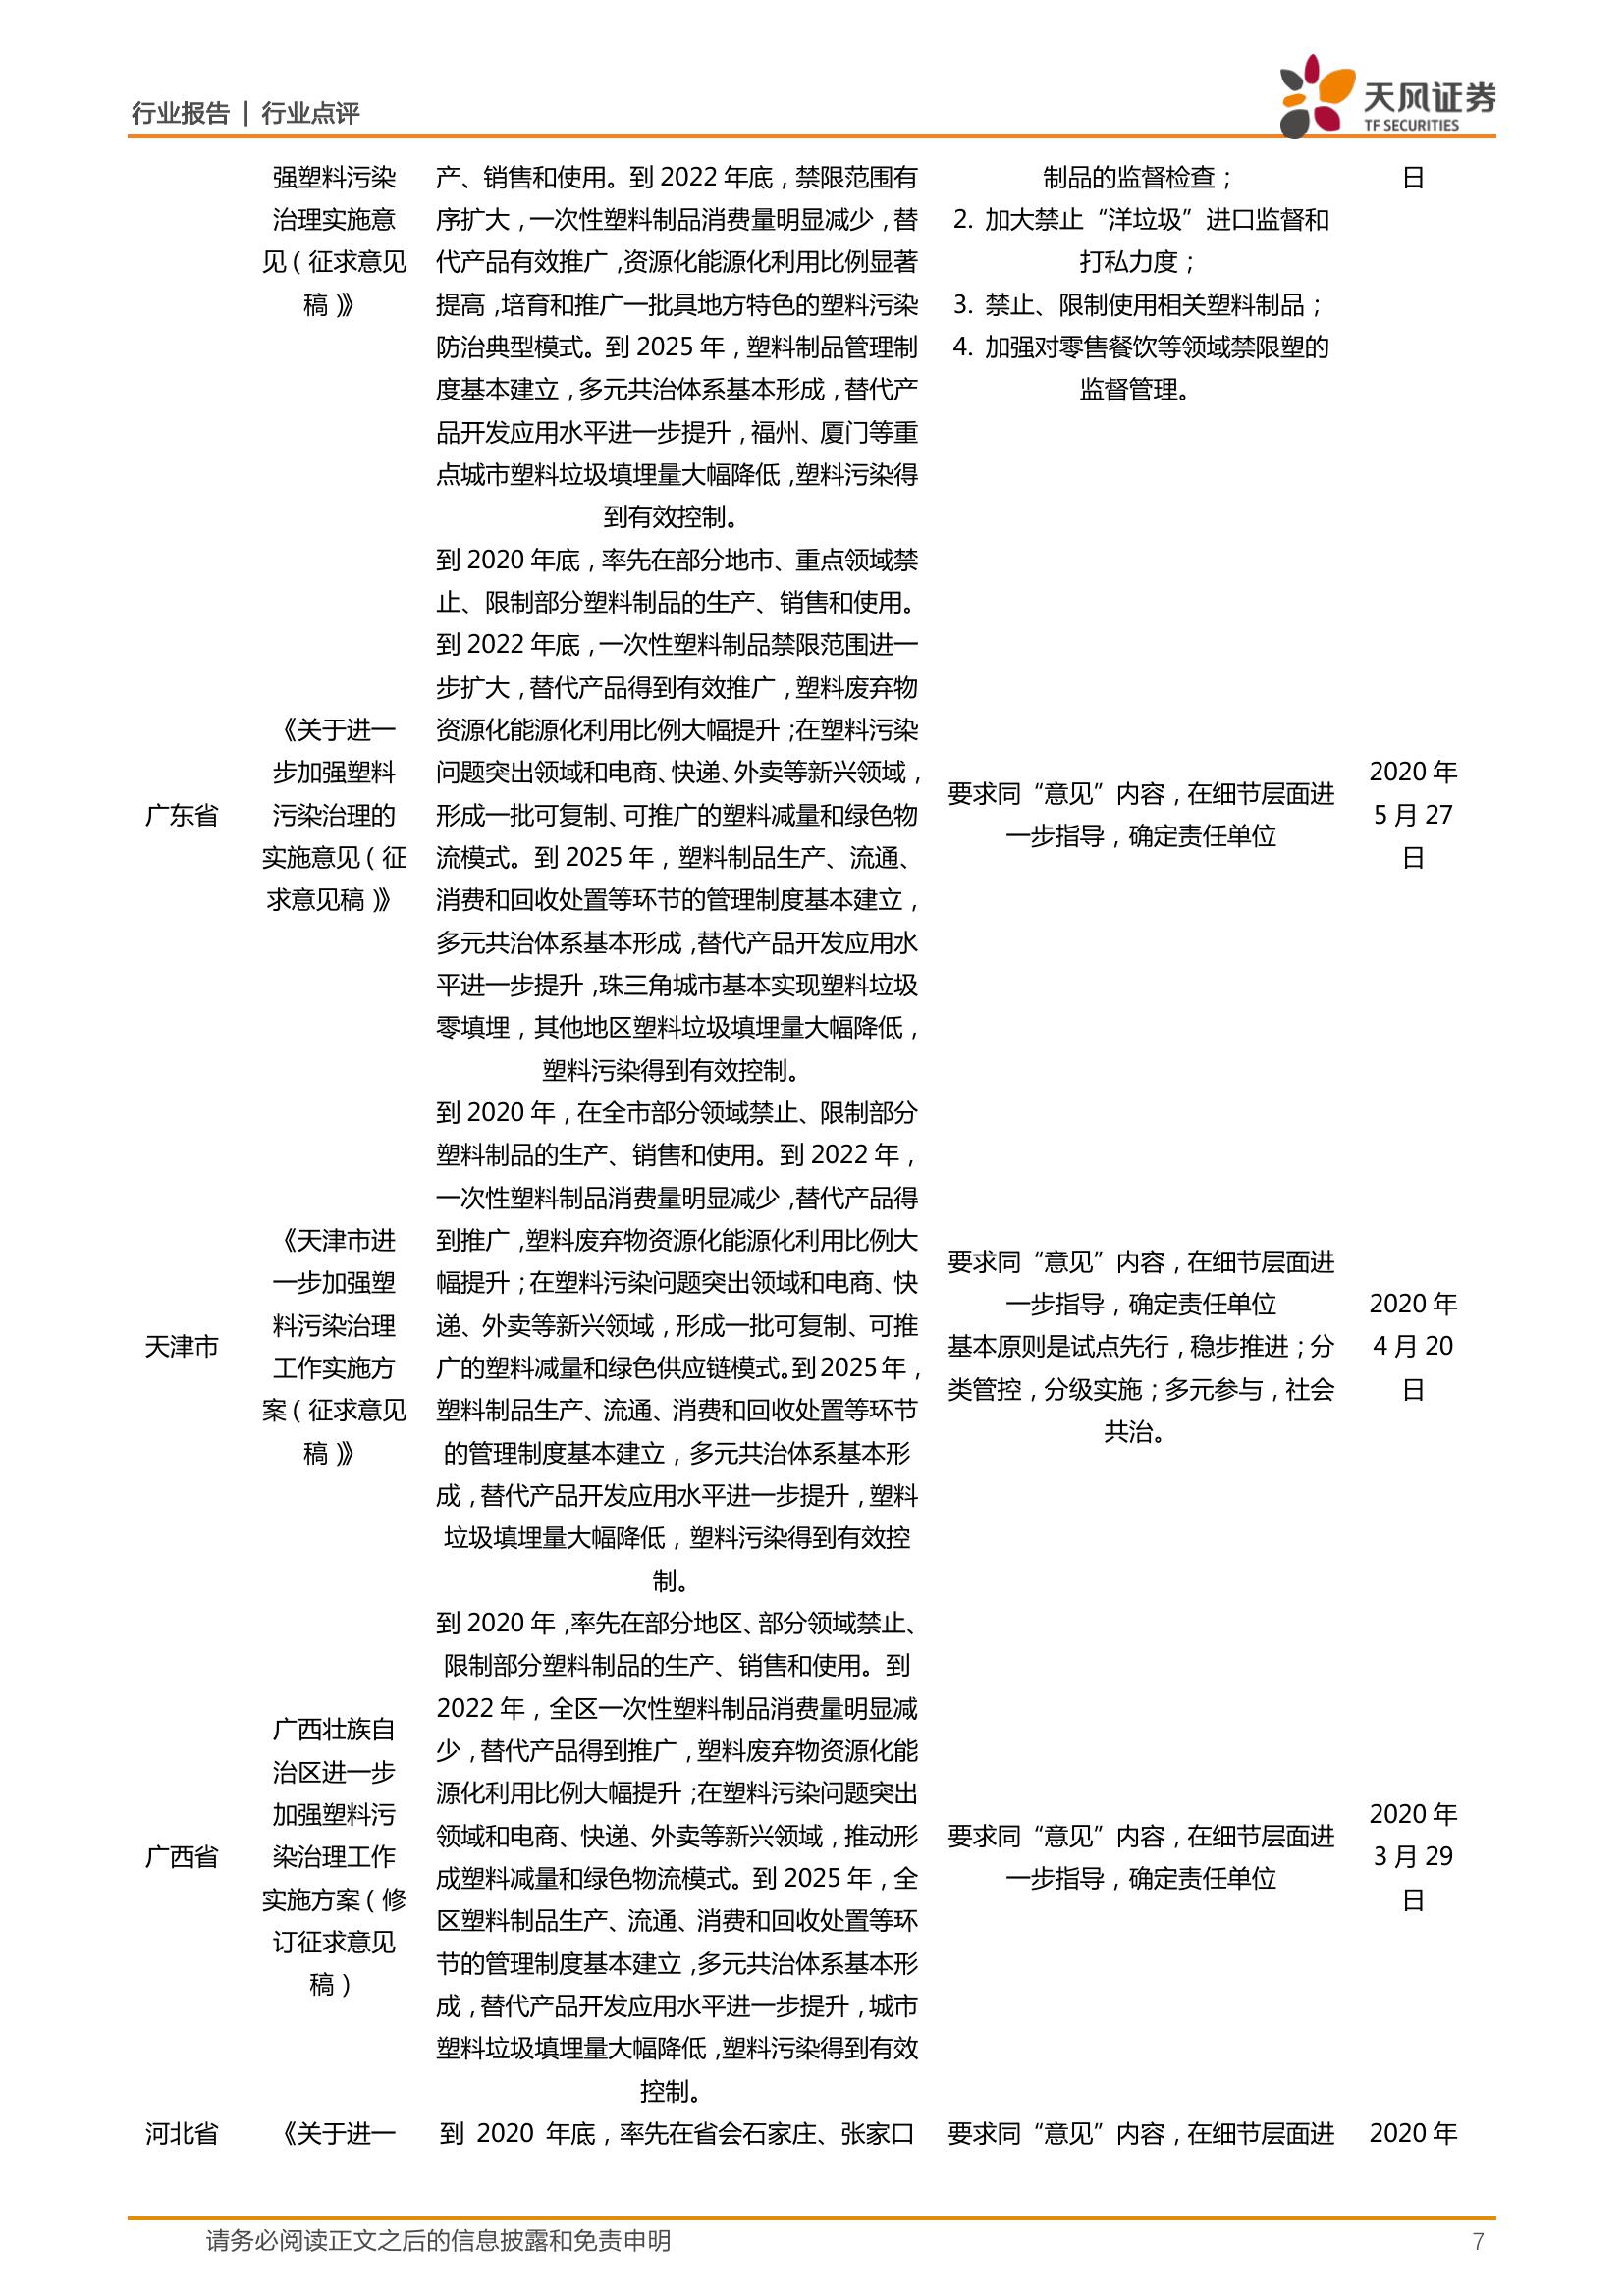 行业报告 | 行业点评
天风证券
TF SECURITIES
强塑料污染
治理实施意
见（征求意见
稿）》
产、销售和使用。到 2022 年底，禁限范围有
序扩大，一次性塑料制品消费量明显减少，替
代产品有效推广，资源化能源化利用比例显著
提高，培育和推广一批具地方特色的塑料污染
防治典型模式。到 2025 年，塑料制品管理制
度基本建立，多元共治体系基本形成，替代产
品开发应用水平进一步提升，福州、厦门等重
点城市塑料垃圾填埋量大幅降低，塑料污染得
到有效控制。
制品的监督检查；
2. 加大禁止“洋垃圾”进口监督和
打私力度；
3. 禁止、限制使用相关塑料制品；
4. 加强对零售餐饮等领域禁限塑的
监督管理。
日
广东省
《关于进一
步加强塑料
污染治理的
实施意见（征
求意见稿）》
到 2020 年底，率先在部分地市、重点领域禁
止、限制部分塑料制品的生产、销售和使用。
到 2022 年底，一次性塑料制品禁限范围进一
步扩大，替代产品得到有效推广，塑料废弃物
资源化能源化利用比例大幅提升；在塑料污染
问题突出领域和电商、快递、外卖等新兴领域，
形成一批可复制、可推广的塑料减量和绿色物
流模式。到 2025 年，塑料制品生产、流通、
消费和回收处置等环节的管理制度基本建立，
多元共治体系基本形成，替代产品开发应用水
平进一步提升，珠三角城市基本实现塑料垃圾
零填埋，其他地区塑料垃圾填埋量大幅降低，
塑料污染得到有效控制。
要求同“意见”内容，在细节层面进
一步指导，确定责任单位
2020 年
5 月 27
日
天津市
《天津市进
一步加强塑
料污染治理
工作实施方
案（征求意见
稿）》
到 2020 年，在全市部分领域禁止、限制部分
塑料制品的生产、销售和使用。到 2022 年，
一次性塑料制品消费量明显减少，替代产品得
到推广，塑料废弃物资源化能源化利用比例大
幅提升；在塑料污染问题突出领域和电商、快
递、外卖等新兴领域，形成一批可复制、可推
广的塑料减量和绿色供应链模式。到 2025 年，
塑料制品生产、流通、消费和回收处置等环节
的管理制度基本建立，多元共治体系基本形
成，替代产品开发应用水平进一步提升，塑料
垃圾填埋量大幅降低，塑料污染得到有效控
制。
要求同“意见”内容，在细节层面进
一步指导，确定责任单位
基本原则是试点先行，稳步推进；分
类管控，分级实施；多元参与，社会
共治。
2020 年
4 月 20
日
广西省
广西壮族自
治区进一步
加强塑料污
染治理工作
实施方案（修
订征求意见
稿）
到 2020 年，率先在部分地区、部分领域禁止、
限制部分塑料制品的生产、销售和使用。到
2022 年，全区一次性塑料制品消费量明显减
少，替代产品得到推广，塑料废弃物资源化能
源化利用比例大幅提升；在塑料污染问题突出
领域和电商、快递、外卖等新兴领域，推动形
成塑料减量和绿色物流模式。到 2025 年，全
区塑料制品生产、流通、消费和回收处置等环
节的管理制度基本建立，多元共治体系基本形
成，替代产品开发应用水平进一步提升，城市
塑料垃圾填埋量大幅降低，塑料污染得到有效
控制。
要求同“意见”内容，在细节层面进
一步指导，确定责任单位
2020 年
3 月 29
日
河北省
《关于进一
到 2020 年底，率先在省会石家庄、张家口
要求同“意见”内容，在细节层面进
2020 年
请务必阅读正文之后的信息披露和免责申明
7